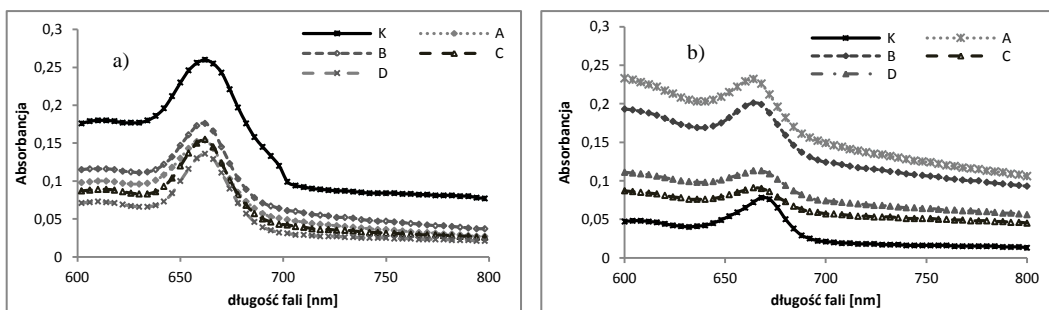 a)
K
A
B
C
D
Absorbancja
0,3
0,25
0,2
0,15
0,1
0,05
0
600
650
700
750
800
długość fali [nm]
b)
K
A
B
C
D
Absorbancja
0,3
0,25
0,2
0,15
0,1
0,05
0
600
650
700
750
800
długość fali [nm]